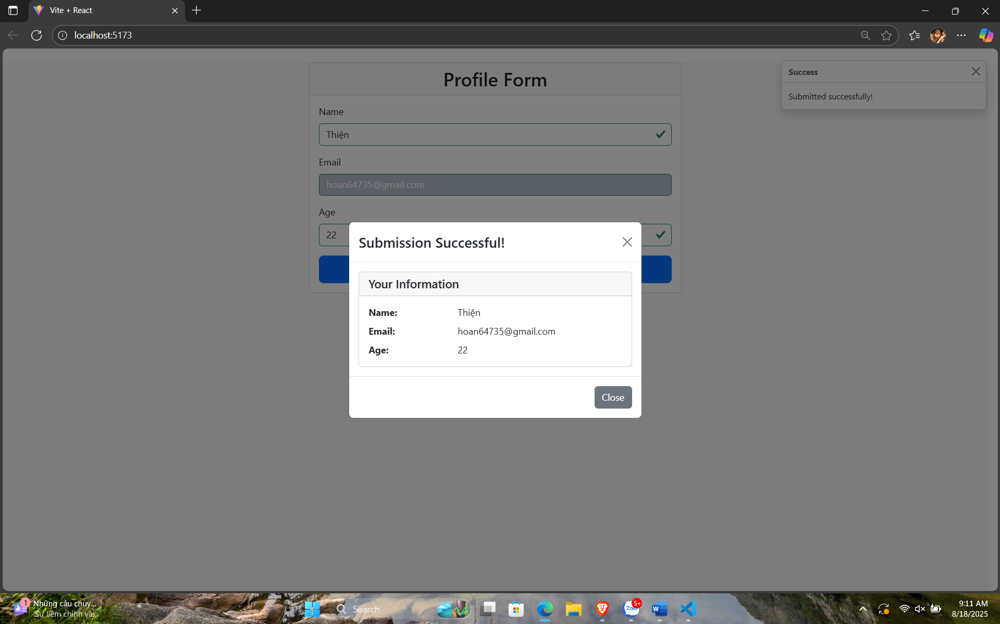 Vite + React
localhost:5173
Profile Form
Name
Thiện
Email
hoan64735@gmail.com
Age
22
Success
Submitted successfully!
Submission Successful!
Your Information
Name: Thiện
Email: hoan64735@gmail.com
Age: 22
Close
1
Những câu chuy...
'Sự liêm chính và...
Search
Zalo
5+
W
9:11 AM
8/18/2025